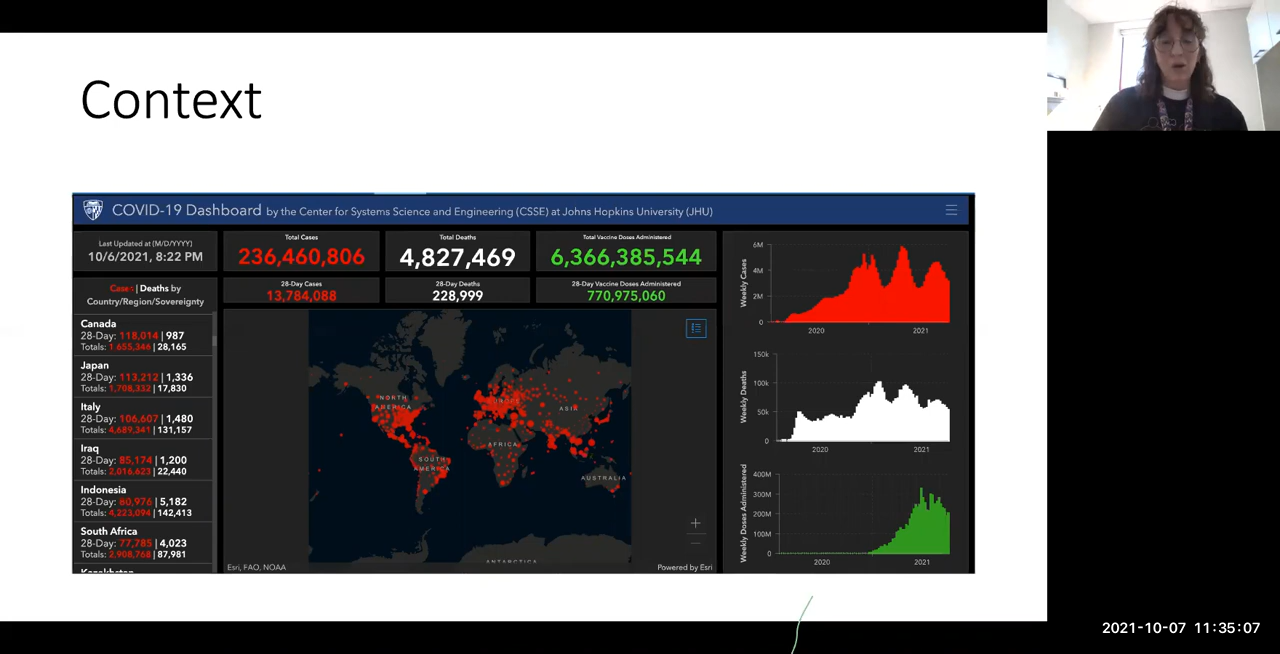 Context
COVID-19 Dashboard by the Center for Systems Science and Engineering (CSSE) at Johns Hopkins University (JHU)
Last Updated at (M/D/YYYY)
10/6/2021, 8:22 PM
Cases | Deaths by
Country/Region/Sovereignty
Canada
28-Day: 118,014 | 987
Totals: 1,655,346 | 28,165
Japan
28-Day: 113,212 | 1,336
Totals: 1,708,332 | 17,830
Italy
28-Day: 106,607 | 1,480
Totals: 4,689,341 | 131,157
Iraq
28-Day: 85,174 | 1,200
Totals: 2,016,623 | 22,440
Indonesia
28-Day: 80,976 | 5,182
Totals: 4,223,094 | 142,413
South Africa
28-Day: 77,785 | 4,023
Totals: 2,908,768 | 87,981
Total Cases
236,460,806
Total Deaths
4,827,469
Total Vaccine Doses Administered
6,366,385,544
28-Day Cases
13,784,088
28-Day Deaths
228,999
28-Day Vaccine Doses Administered
770,975,060
NORTH
AMERICA
EUROPE
ASIA
AFRICA
SOUTH
AMERICA
AUSTRALIA
ANTARCTICA
Esri, FAO, NOAA
Powered by Esri
Weekly Cases
6M
4M
2M
0
2020
2021
Weekly Deaths
150k
100k
50k
0
2020
2021
Weekly Doses Administered
400M
300M
200M
100M
0
2020
2021
2021-10-07 11:35:07